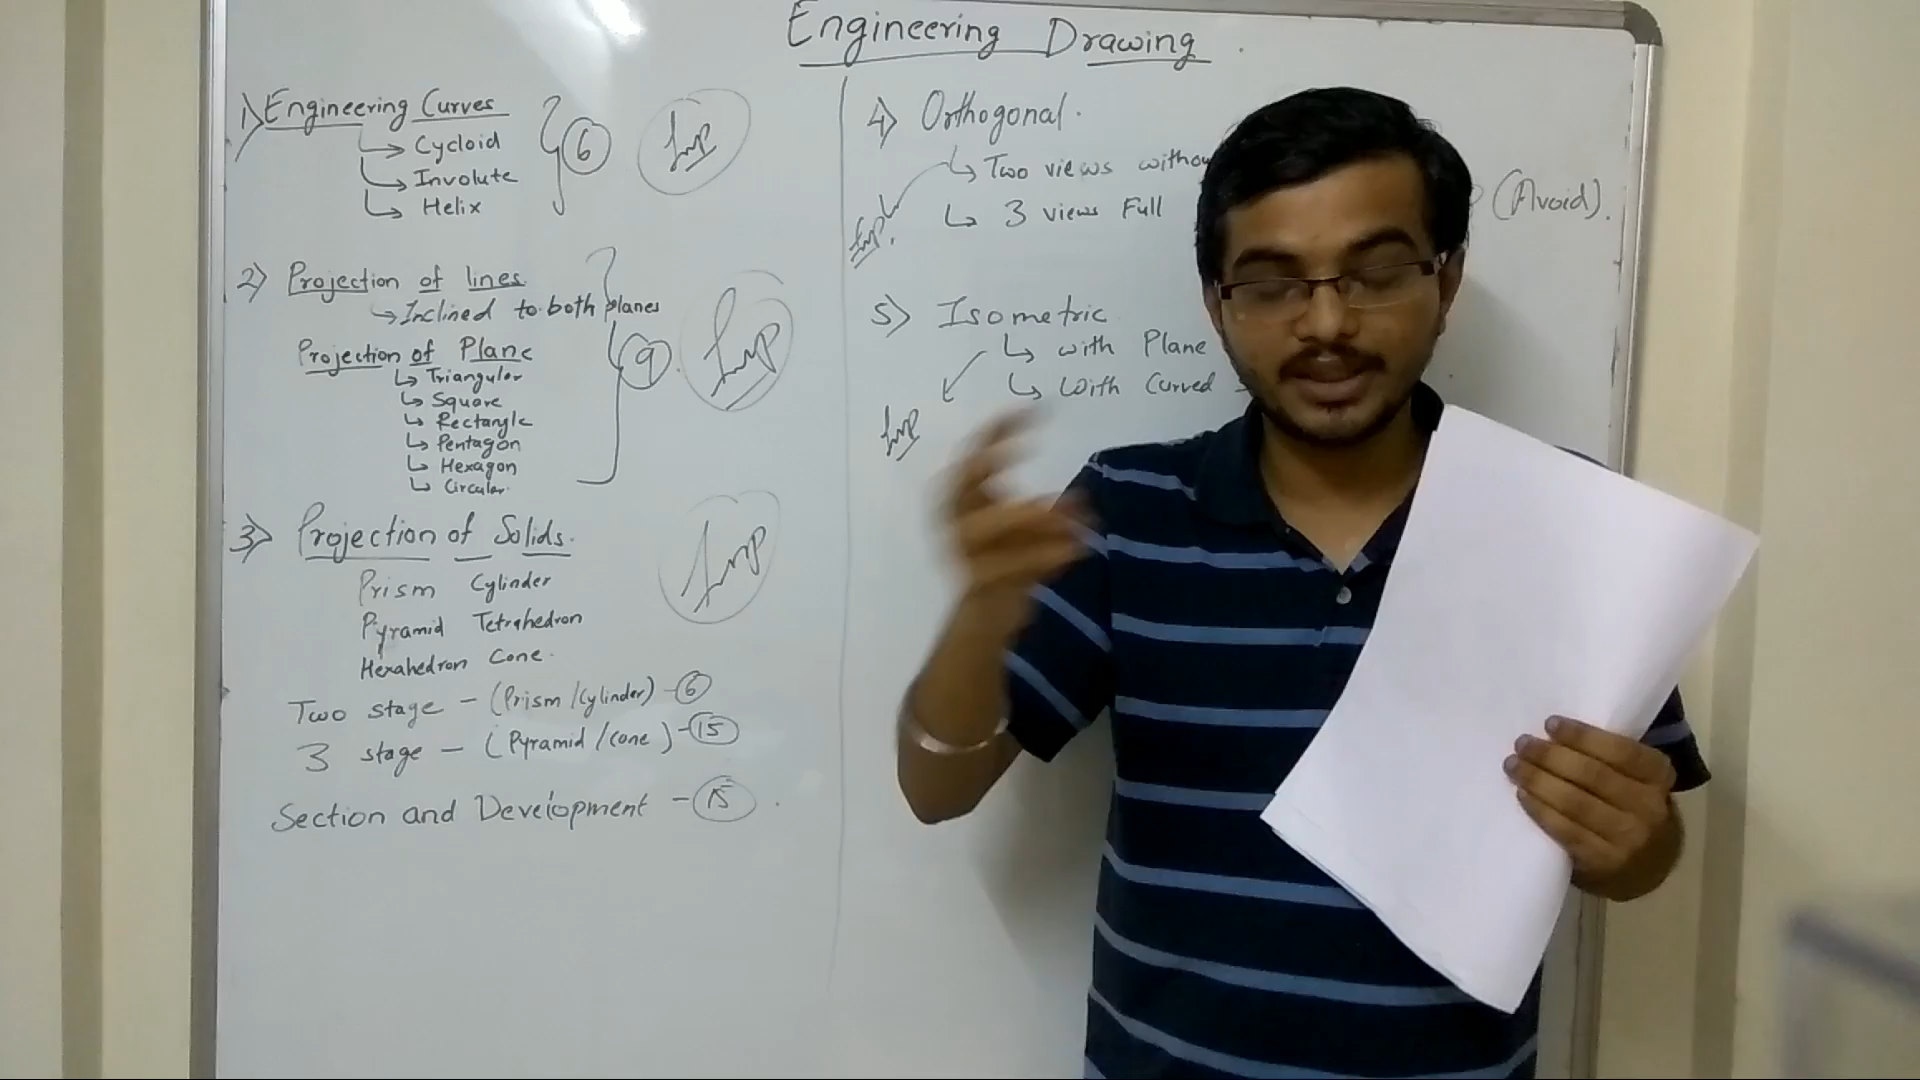 Engineering Drawing
1) Engineering Curves
Cycloid
Involute
Helix
6
Imp
2) Projection of lines
Inclined to both planes
Projection of Plane
Triangular
Square
Rectangle
Pentagon
Hexagon
Circular
9
Imp
3) Projection of Solids.
Prism Cylinder
Pyramid Tetrahedron
Hexahedron Cone
Imp
Two stage - (Prism/Cylinder) - 6
3 stage - (Pyramid/cone) - 15
Section and Development - 15
4) Orthogonal.
Two views
3 views Full
(Avoid).
Imp.
5) Isometric
with Plane
With Curved
Imp